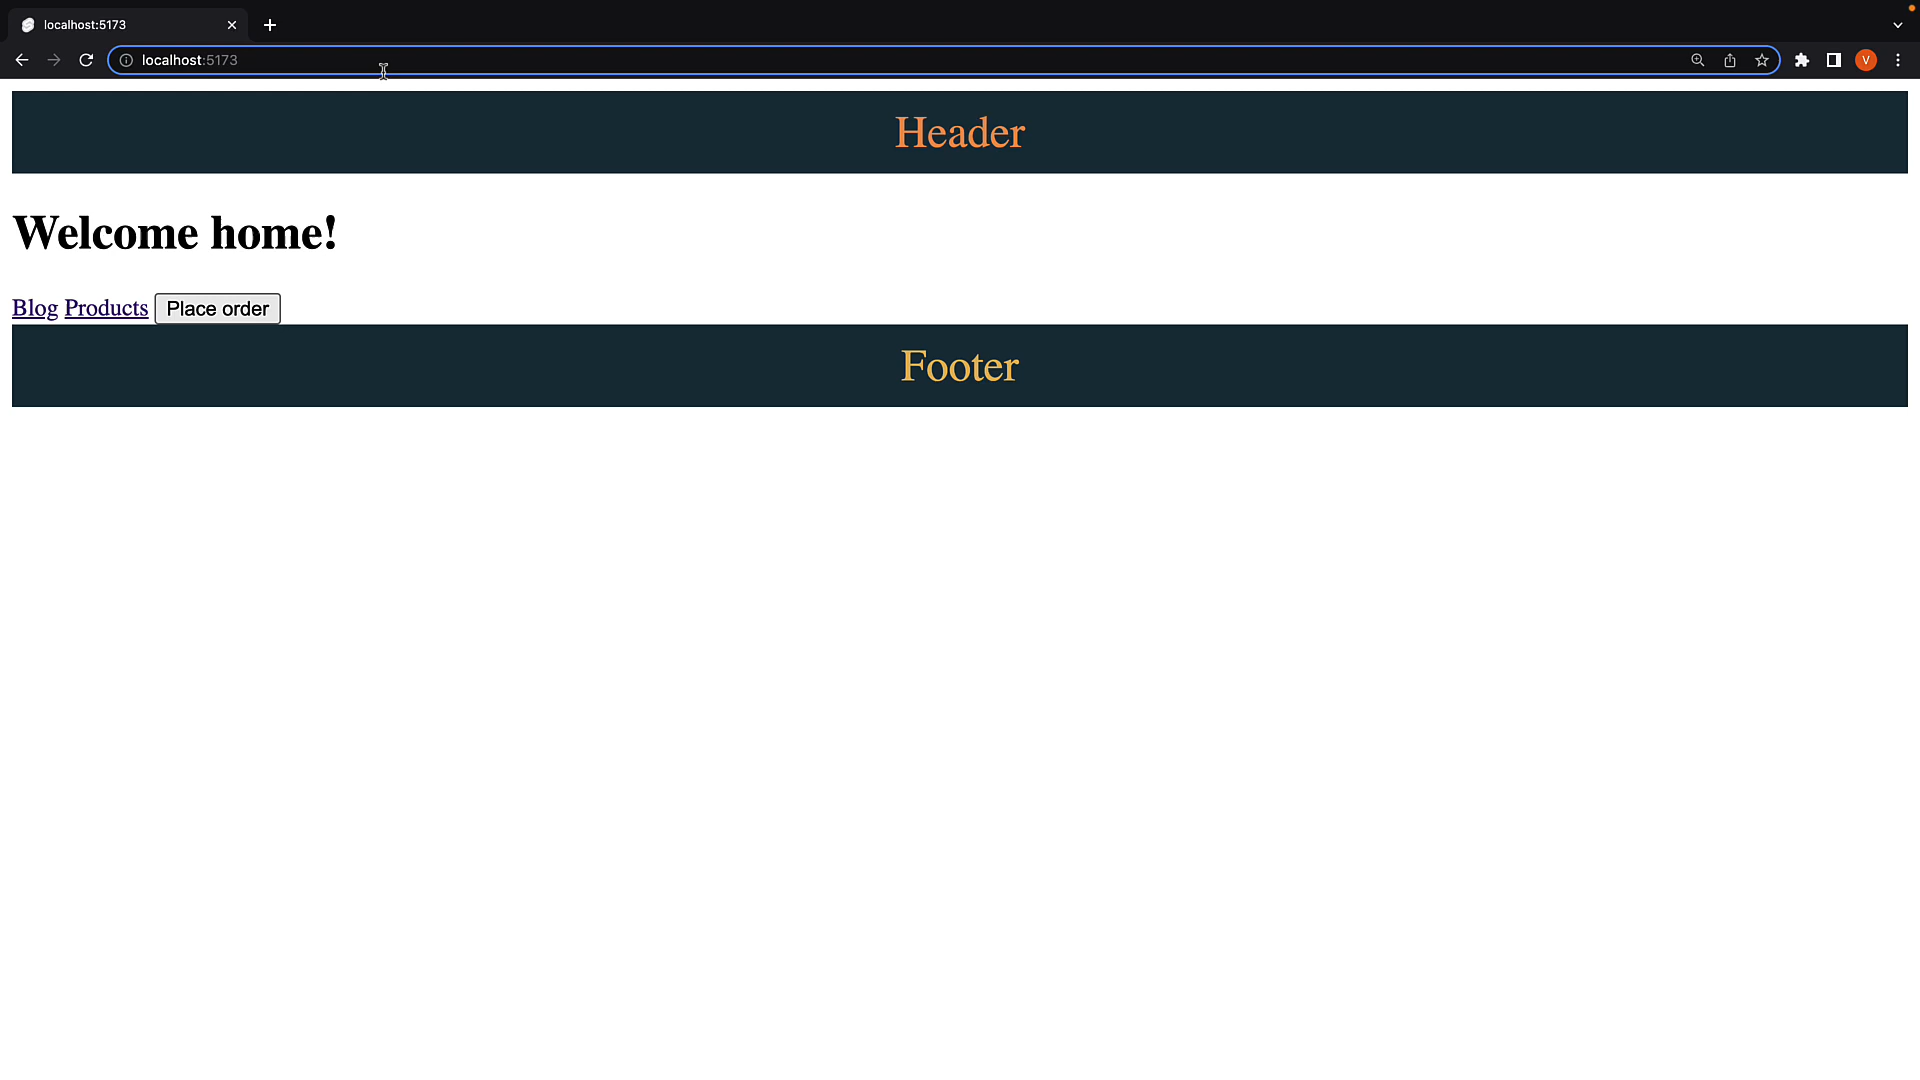 localhost:5173
localhost:5173
V
Header
Welcome home!
Blog Products Place order
Footer